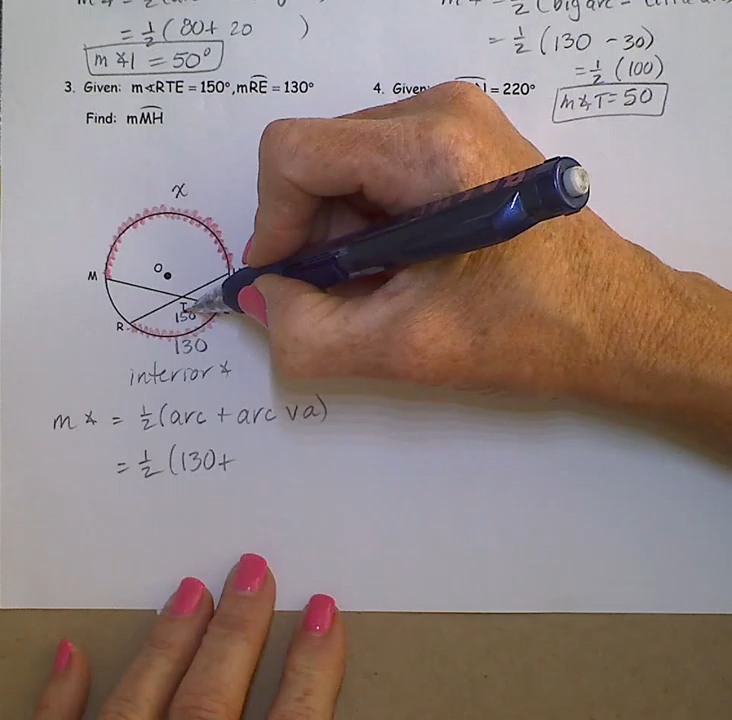 = ½ (80 + 20 )
= ½ (130 - 30)
m∢1 = 50°
= ½ (100)
m∢T = 50
3. Given: m∢RTE = 150°, mRE = 130°
4. Given: = 220°
Find: mMH
x
M
O
T
R
150
130
interior ∢
m∢ = ½ (arc + arc va)
= ½ (130+